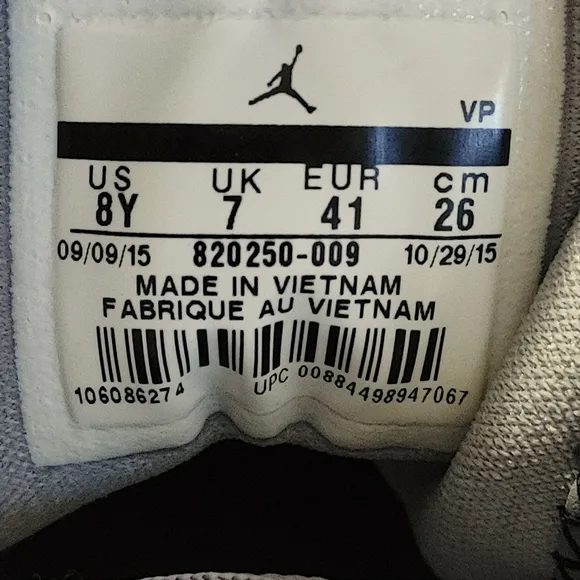 VP
US UK EUR cm
8Y 7 41 26
09/09/15 820250-009 10/29/15
MADE IN VIETNAM
FABRIQUE AU VIETNAM
106086274 UPC 00884498947067